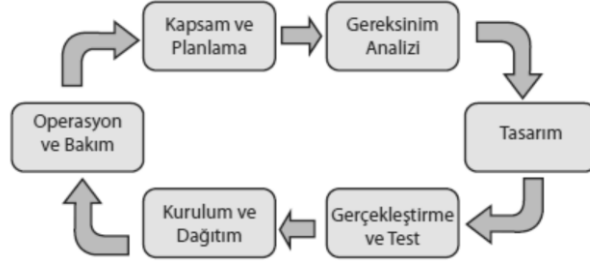 Kapsam ve
Planlama
Gereksinim
Analizi
Tasarım
Gerçekleştirme
ve Test
Kurulum ve
Dağıtım
Operasyon
ve Bakım